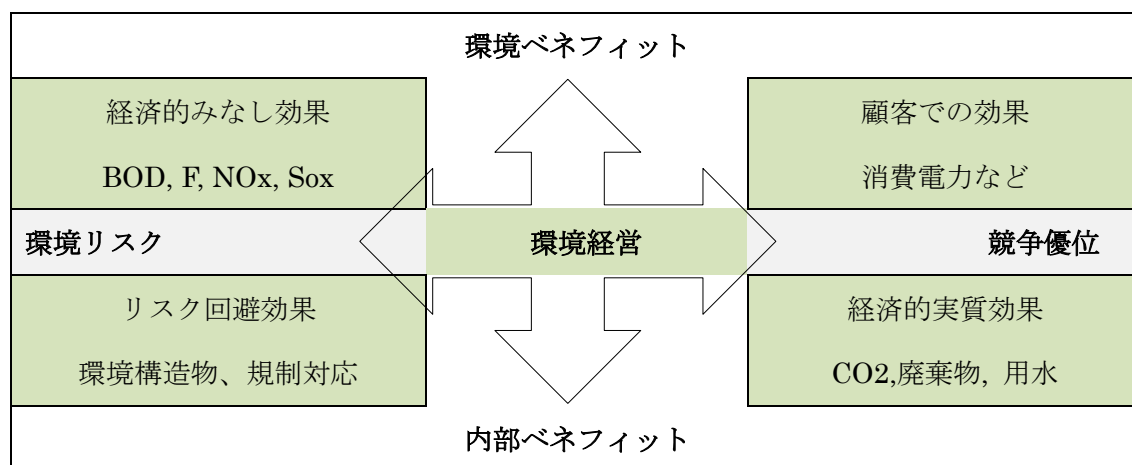 環境ベネフィット
経済的みなし効果
BOD, F, NOx, Sox
顧客での効果
消費電力など
環境リスク
環境経営
競争優位
リスク回避効果
環境構造物、規制対応
経済的実質効果
CO2,廃棄物, 用水
内部ベネフィット